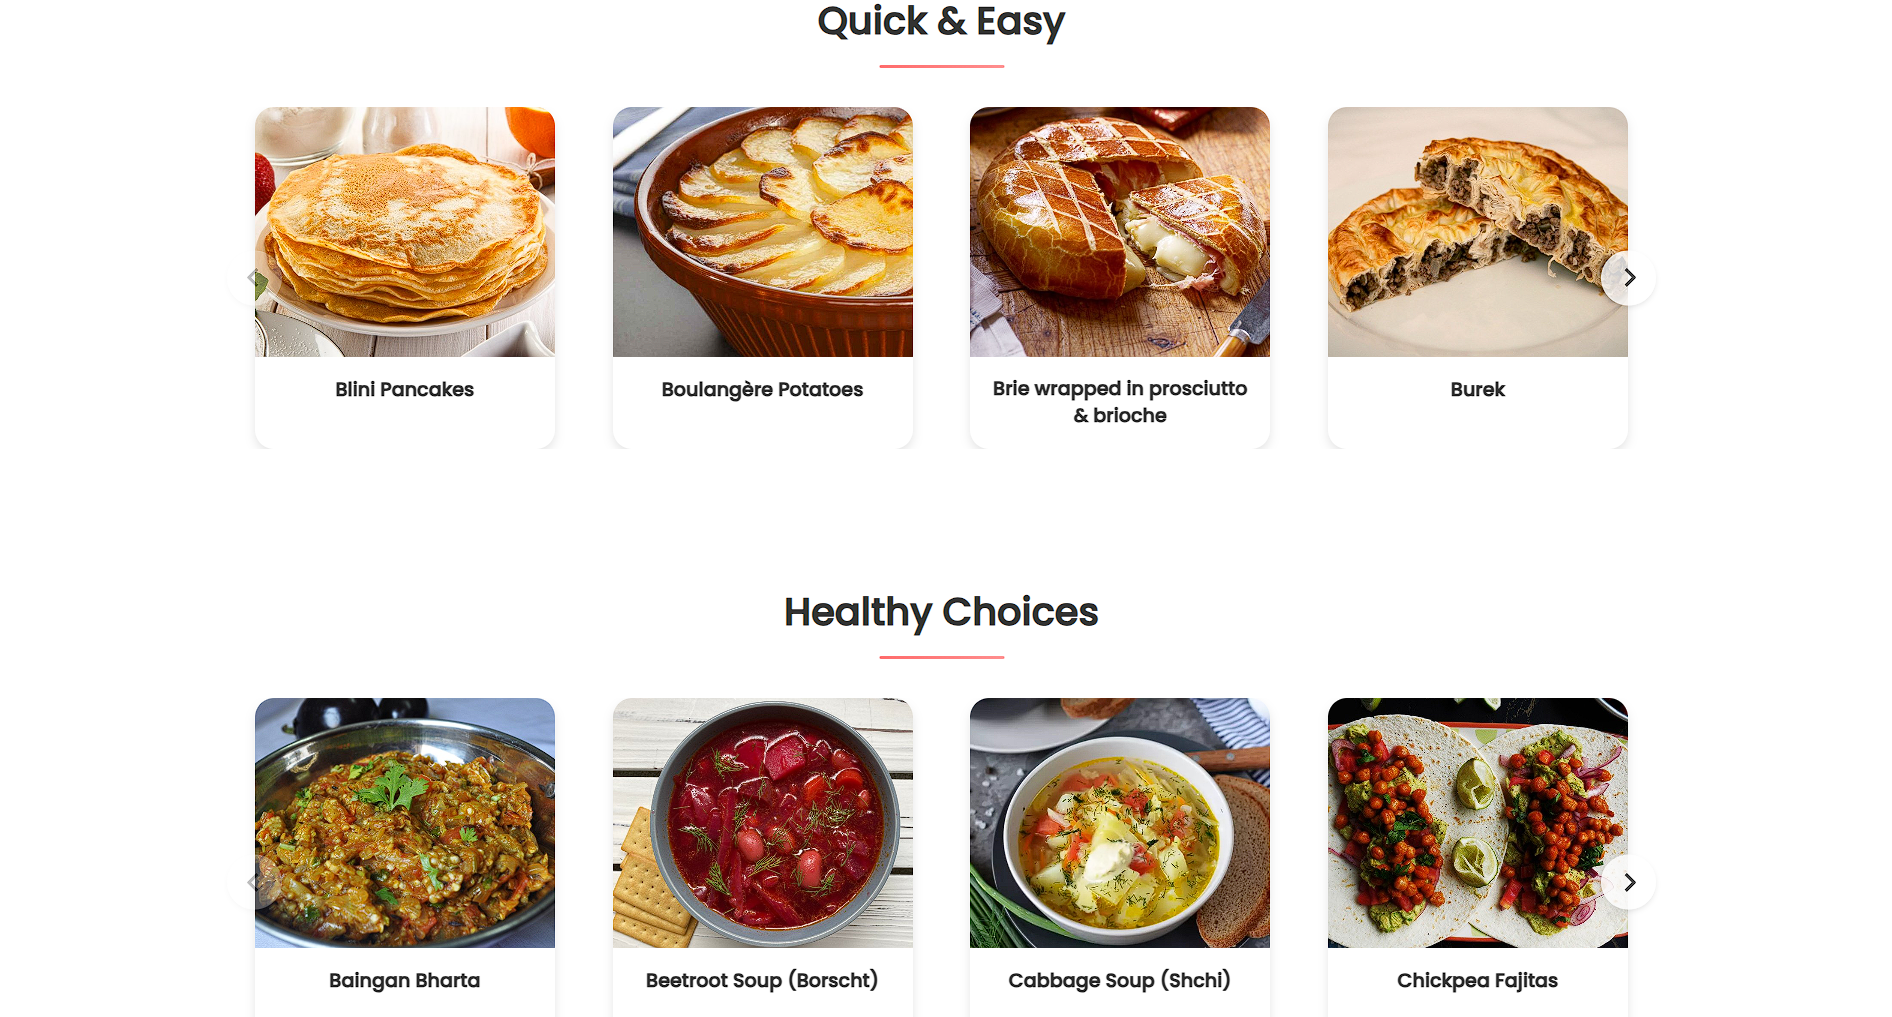 Quick & Easy
Blini Pancakes
Boulangère Potatoes
Brie wrapped in prosciutto
& brioche
Burek
Healthy Choices
Baingan Bharta
Beetroot Soup (Borscht)
Cabbage Soup (Shchi)
Chickpea Fajitas